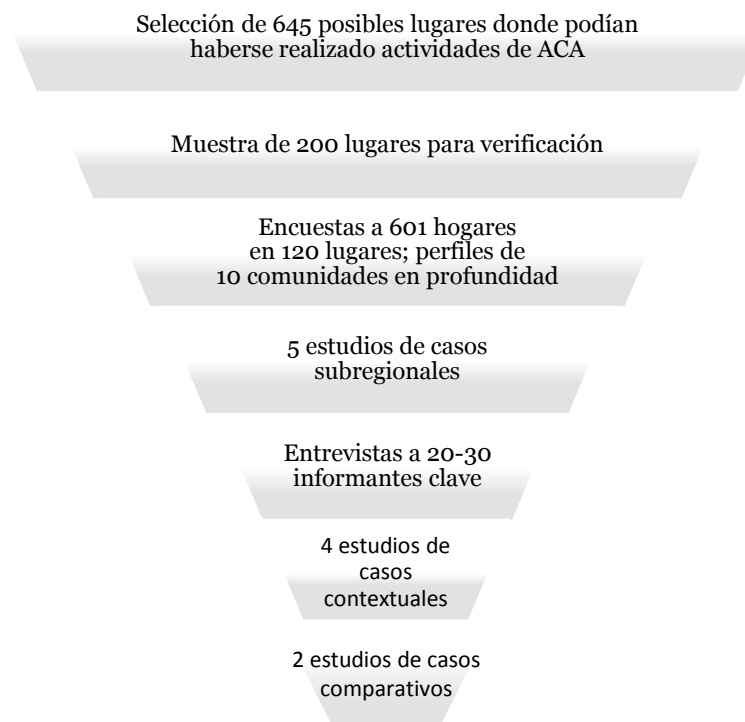 Selección de 645 posibles lugares donde podían
haberse realizado actividades de ACA
Muestra de 200 lugares para verificación
Encuestas a 601 hogares
en 120 lugares; perfiles de
10 comunidades en profundidad
5 estudios de casos
subregionales
Entrevistas a 20-30
informantes clave
4 estudios de
casos
contextuales
2 estudios de casos
comparativos